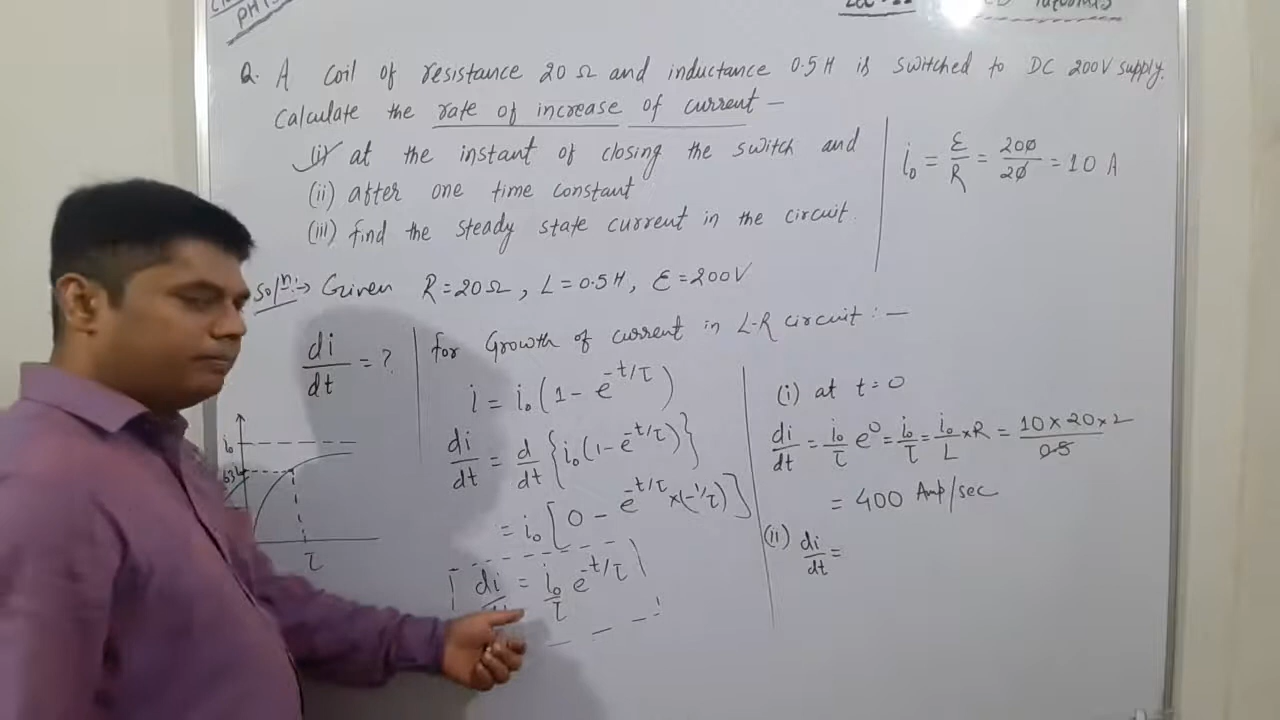 Q. A coil of resistance 20 Ω and inductance 0.5 H is switched to DC 200V supply.
Calculate the rate of increase of current –
(i) at the instant of closing the switch and
(ii) after one time constant
(iii) find the steady state current in the circuit.
i₀ = ℰ/R = 200/20 = 10 A
Solⁿ:→ Given R = 20Ω, L = 0.5H, ℰ = 200V
di/dt = ?
for Growth of current in L-R circuit : –
i = i₀(1 - e^(-t/τ))
di/dt = d/dt {i₀(1 - e^(-t/τ))}
= i₀[0 - e^(-t/τ) × (-1/τ)]
di = i₀/τ e^(-t/τ)
i₀
τ
(i) at t = 0
di/dt = i₀/τ e⁰ = i₀/τ = i₀/L × R = 10 × 20 × 2/0.5
= 400 Amp/sec
(ii) di/dt =